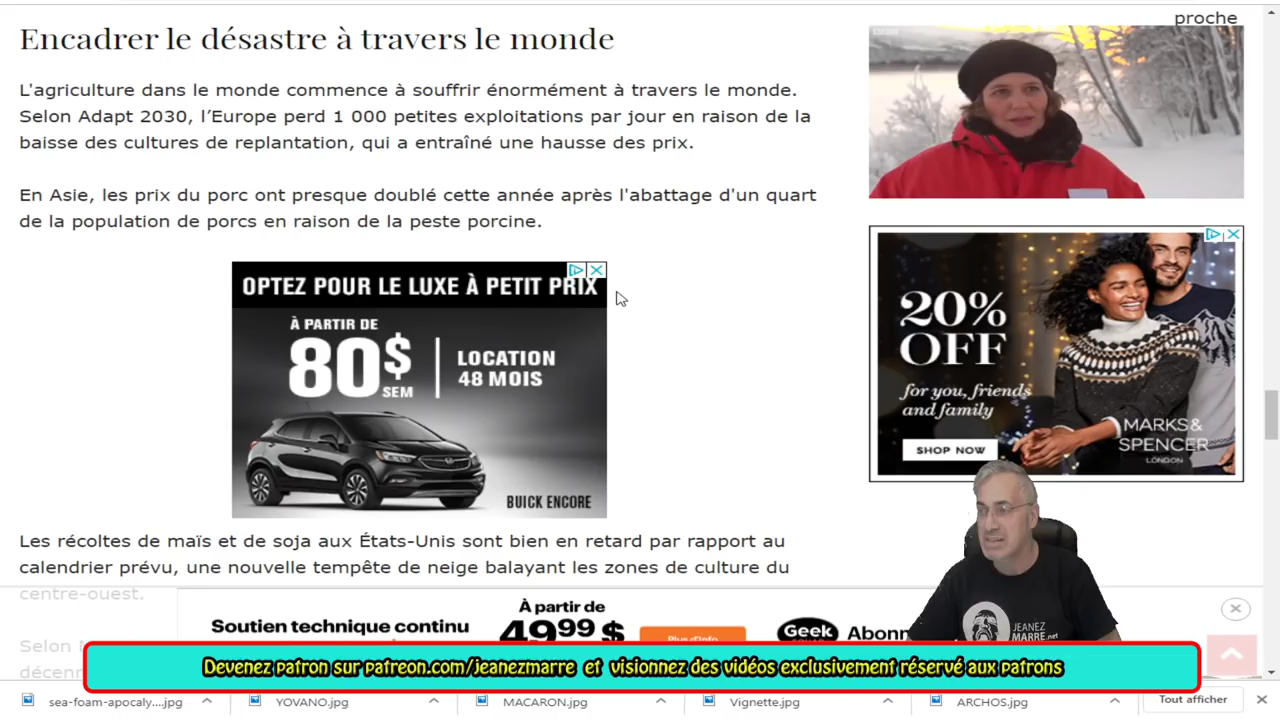 proche
Encadrer le désastre à travers le monde
L'agriculture dans le monde commence à souffrir énormément à travers le monde.
Selon Adapt 2030, l’Europe perd 1 000 petites exploitations par jour en raison de la
baisse des cultures de replantation, qui a entraîné une hausse des prix.
En Asie, les prix du porc ont presque doublé cette année après l'abattage d'un quart
de la population de porcs en raison de la peste porcine.
OPTEZ POUR LE LUXE À PETIT PRIX
À PARTIR DE
80$
SEM
LOCATION
48 MOIS
BUICK ENCORE
20%
OFF
for you, friends
and family
SHOP NOW
MARKS &
SPENCER
LONDON
Les récoltes de maïs et de soja aux États-Unis sont bien en retard par rapport au
calendrier prévu, une nouvelle tempête de neige balayant les zones de culture du
centre-ouest.
Selon
Soutien technique continu
À partir de
49,99 $
Plus d'info
Geek
Abonn
JEANEZ
MARRE.net
Devenez patron sur patreon.com/jeanezmarre et visionnez des vidéos exclusivement réservé aux patrons
sea-foam-apocaly....jpg
YOVANO.jpg
MACARON.jpg
Vignette.jpg
ARCHOS.jpg
Tout afficher